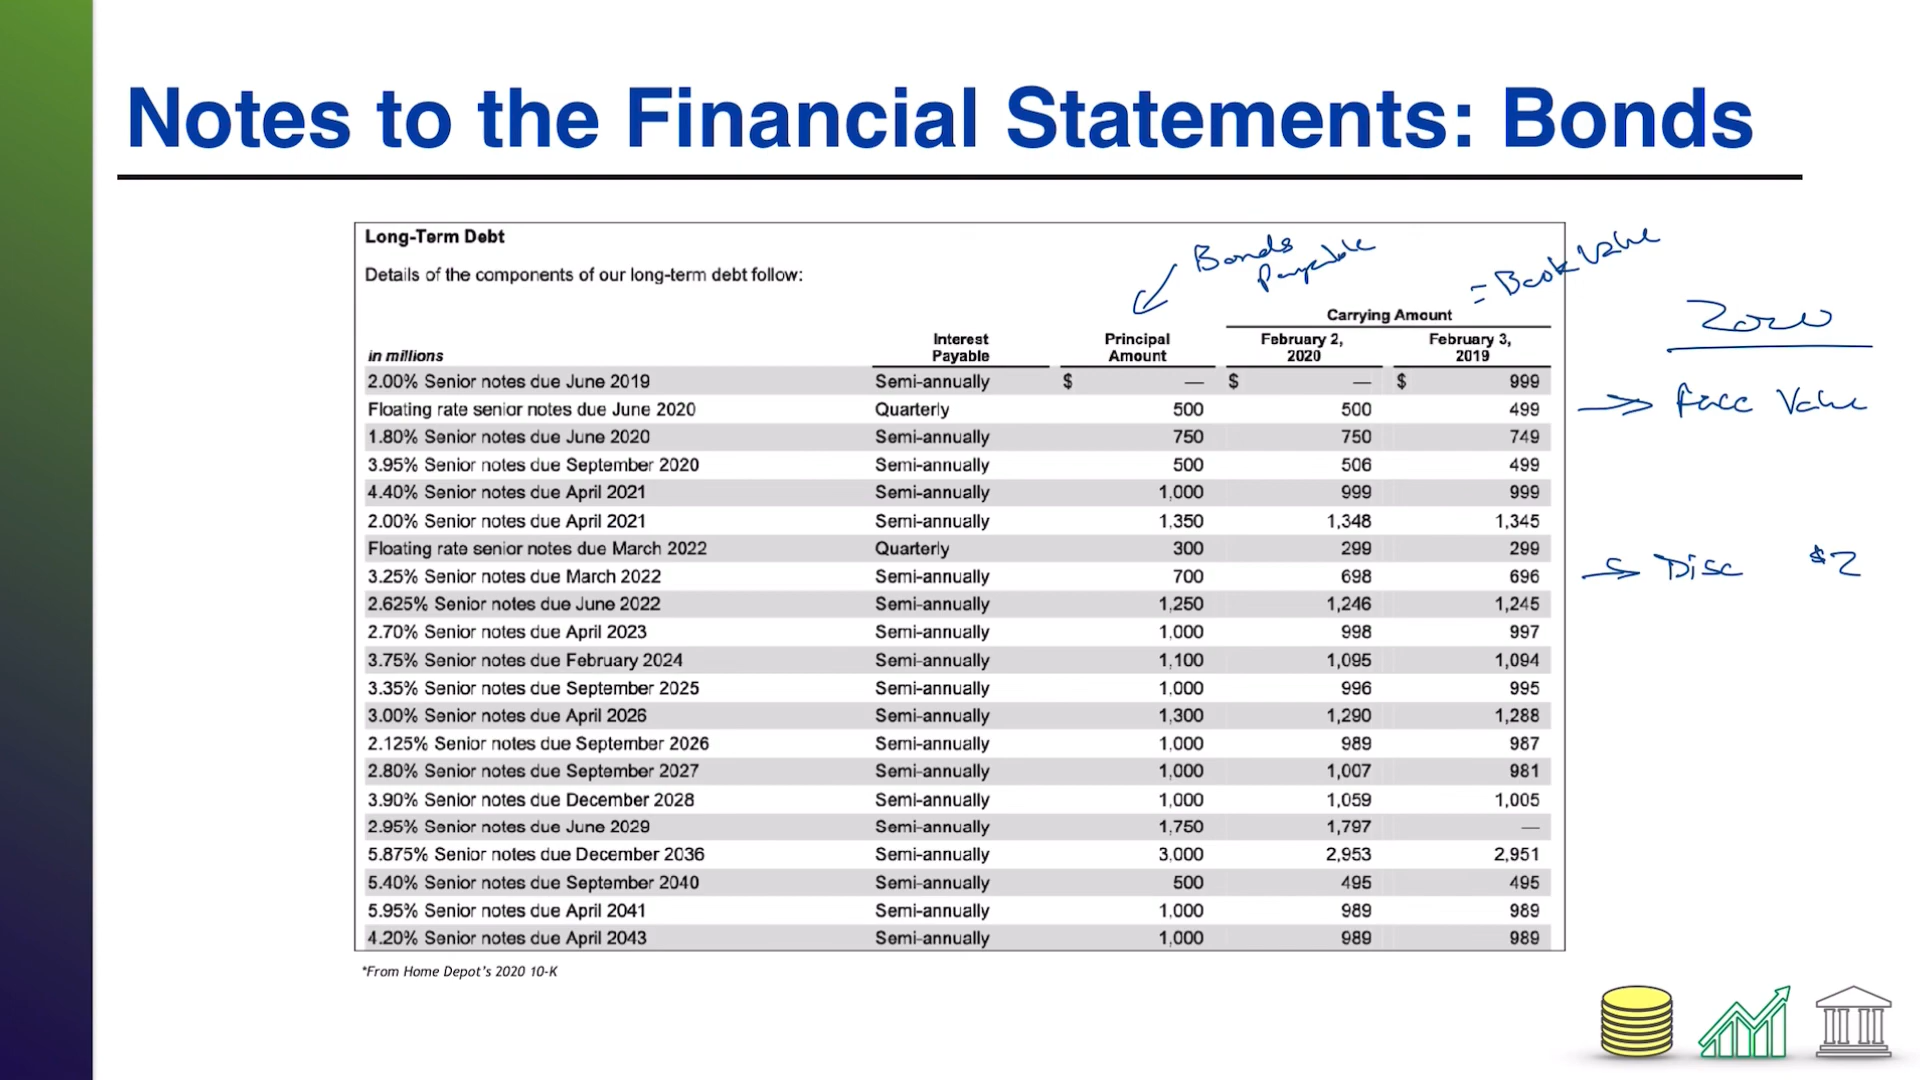 Notes to the Financial Statements: Bonds
Long-Term Debt
Details of the components of our long-term debt follow:
Bonds
Payable
= Book Value
2020
Carrying Amount
in millions Interest Payable Principal Amount February 2, 2020 February 3, 2019
2.00% Senior notes due June 2019 Semi-annually $ — $ — $ 999
Floating rate senior notes due June 2020 Quarterly 500 500 499
→ Face Value
1.80% Senior notes due June 2020 Semi-annually 750 750 749
3.95% Senior notes due September 2020 Semi-annually 500 506 499
4.40% Senior notes due April 2021 Semi-annually 1,000 999 999
2.00% Senior notes due April 2021 Semi-annually 1,350 1,348 1,345
Floating rate senior notes due March 2022 Quarterly 300 299 299
3.25% Senior notes due March 2022 Semi-annually 700 698 696
→ Disc $2
2.625% Senior notes due June 2022 Semi-annually 1,250 1,246 1,245
2.70% Senior notes due April 2023 Semi-annually 1,000 998 997
3.75% Senior notes due February 2024 Semi-annually 1,100 1,095 1,094
3.35% Senior notes due September 2025 Semi-annually 1,000 996 995
3.00% Senior notes due April 2026 Semi-annually 1,300 1,290 1,288
2.125% Senior notes due September 2026 Semi-annually 1,000 989 987
2.80% Senior notes due September 2027 Semi-annually 1,000 1,007 981
3.90% Senior notes due December 2028 Semi-annually 1,000 1,059 1,005
2.95% Senior notes due June 2029 Semi-annually 1,750 1,797 —
5.875% Senior notes due December 2036 Semi-annually 3,000 2,953 2,951
5.40% Senior notes due September 2040 Semi-annually 500 495 495
5.95% Senior notes due April 2041 Semi-annually 1,000 989 989
4.20% Senior notes due April 2043 Semi-annually 1,000 989 989
*From Home Depot's 2020 10-K